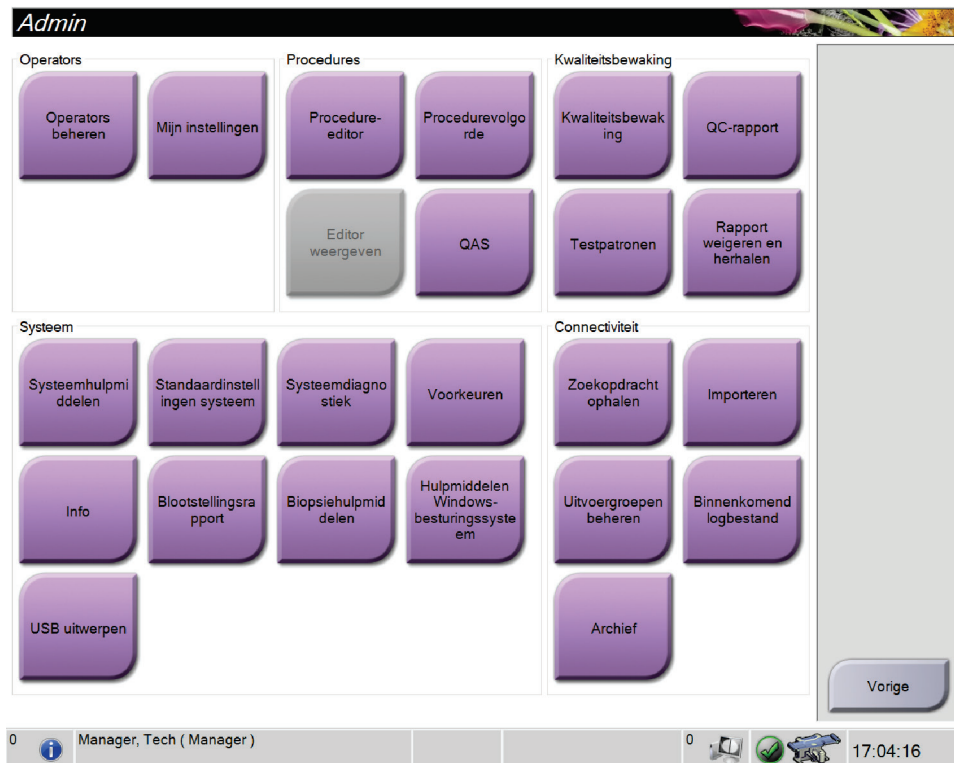 Admin
Operators
Operators
beheren
Mijn instellingen
Procedures
Procedure-
editor
Procedurevolgo
rde
Editor
weergeven
QAS
Kwaliteitsbewaking
Kwaliteitsbewak
ing
QC-rapport
Testpatronen
Rapport
weigeren en
herhalen
Systeem
Systeemhulpmi
ddelen
Standaardinstell
ingen systeem
Systeemdiagno
stiek
Voorkeuren
Info
Blootstellingsra
pport
Biopsiehulpmid
delen
Hulpmiddelen
Windows-
besturingssyste
em
USB uitwerpen
Connectiviteit
Zoekopdracht
ophalen
Importeren
Uitvoergroepen
beheren
Binnenkomend
logbestand
Archief
Vorige
0
Manager, Tech ( Manager )
0
17:04:16